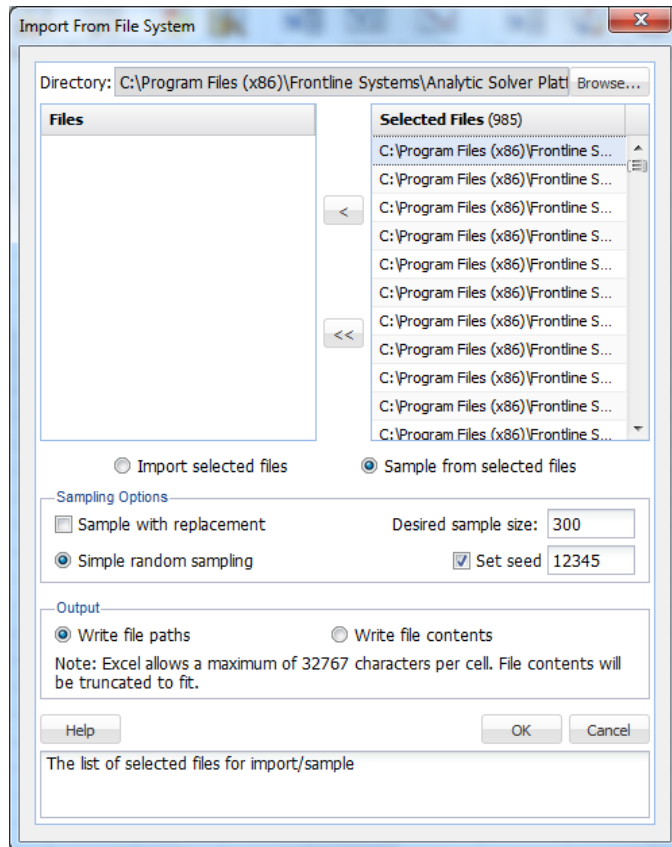 Import From File System
Directory: C:\Program Files (x86)\Frontline Systems\Analytic Solver Platf Browse...
Files
Selected Files (985)
C:\Program Files (x86)\Frontline S...
C:\Program Files (x86)\Frontline S...
<
C:\Program Files (x86)\Frontline S...
C:\Program Files (x86)\Frontline S...
C:\Program Files (x86)\Frontline S...
C:\Program Files (x86)\Frontline S...
<<
C:\Program Files (x86)\Frontline S...
C:\Program Files (x86)\Frontline S...
C:\Program Files (x86)\Frontline S...
C:\Program Files (x86)\Frontline S...
C:\Program Files (x86)\Frontline S...
Import selected files Sample from selected files
Sampling Options
Sample with replacement Desired sample size: 300
Simple random sampling Set seed 12345
Output
Write file paths Write file contents
Note: Excel allows a maximum of 32767 characters per cell. File contents will
be truncated to fit.
Help OK Cancel
The list of selected files for import/sample